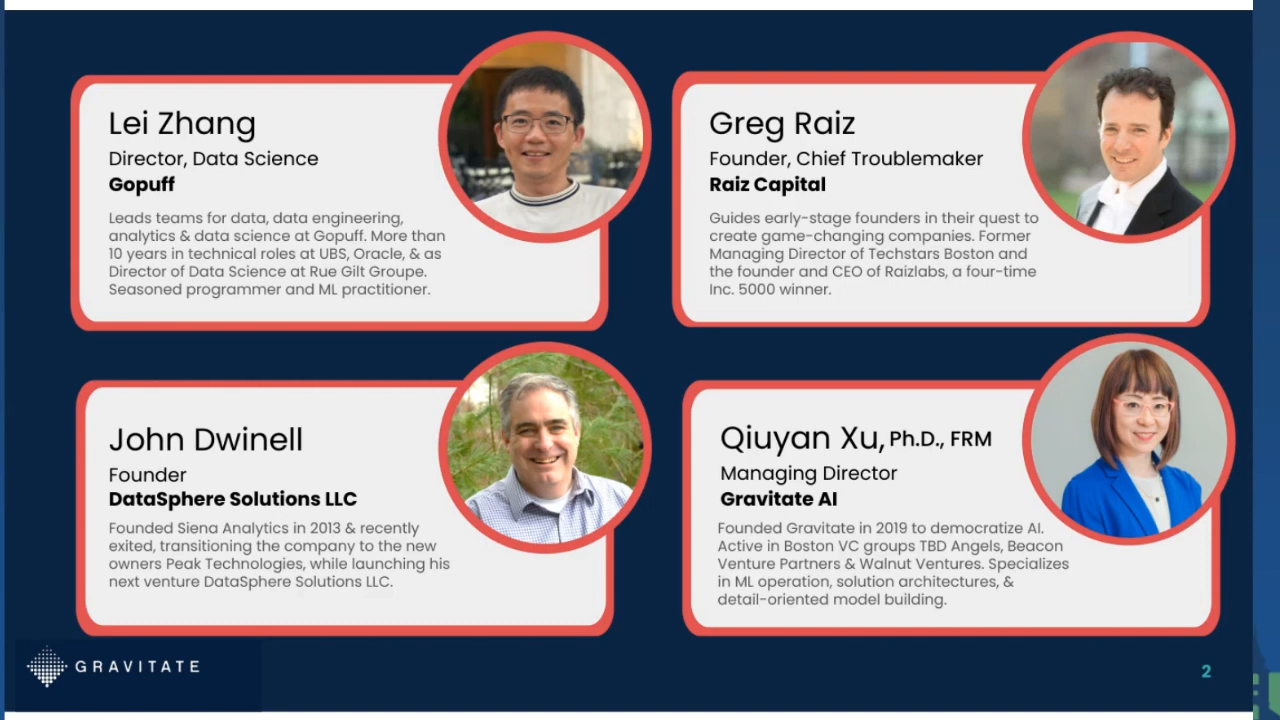 Lei Zhang
Director, Data Science
Gopuff
Leads teams for data, data engineering,
analytics & data science at Gopuff. More than
10 years in technical roles at UBS, Oracle, & as
Director of Data Science at Rue Gilt Groupe.
Seasoned programmer and ML practitioner.
Greg Raiz
Founder, Chief Troublemaker
Raiz Capital
Guides early-stage founders in their quest to
create game-changing companies. Former
Managing Director of Techstars Boston and
the founder and CEO of Raizlabs, a four-time
Inc. 5000 winner.
John Dwinell
Founder
DataSphere Solutions LLC
Founded Siena Analytics in 2013 & recently
exited, transitioning the company to the new
owners Peak Technologies, while launching his
next venture DataSphere Solutions LLC.
Qiuyan Xu, Ph.D., FRM
Managing Director
Gravitate AI
Founded Gravitate in 2019 to democratize AI.
Active in Boston VC groups TBD Angels, Beacon
Venture Partners & Walnut Ventures. Specializes
in ML operation, solution architectures, &
detail-oriented model building.
GRAVITATE
2